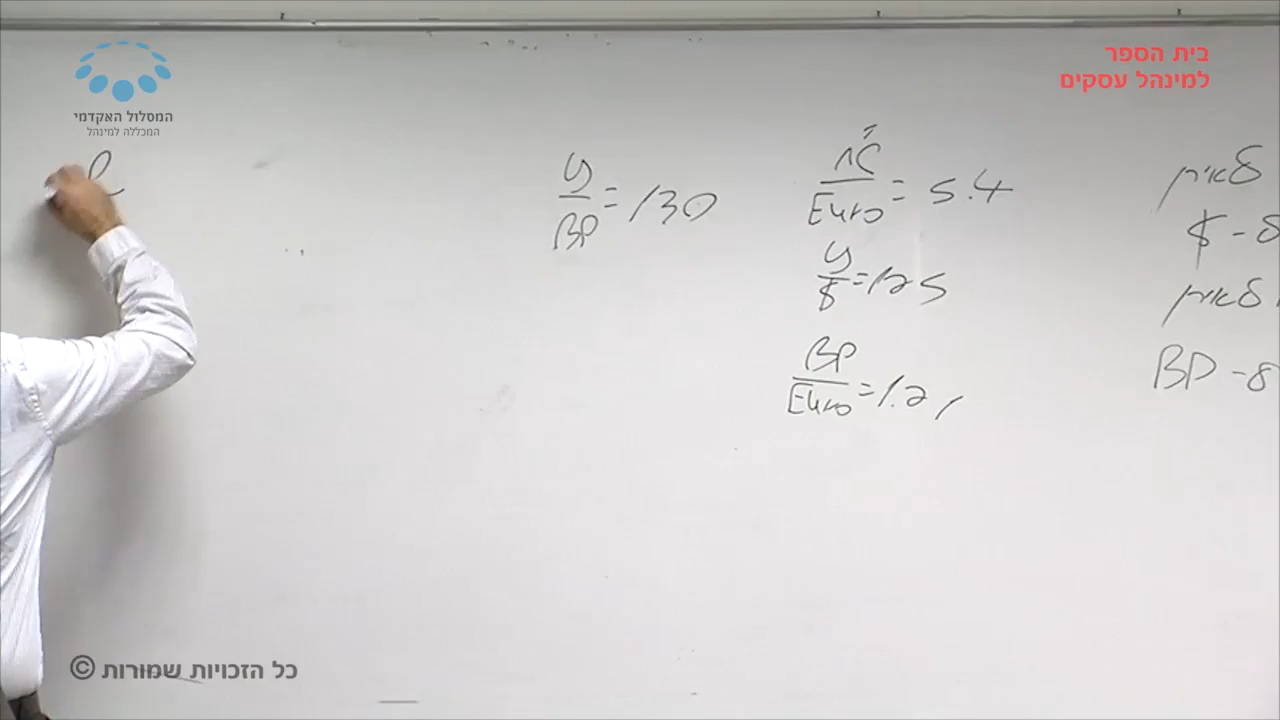 בית הספר
למינהל עסקים
המסלול האקדמי
המכללה למינהל
$ - 
BP - 
Euro = 5.4
y/$ = 125
BP/Euro = 1.2
y/BP = 130
כל הזכויות שמורות ©